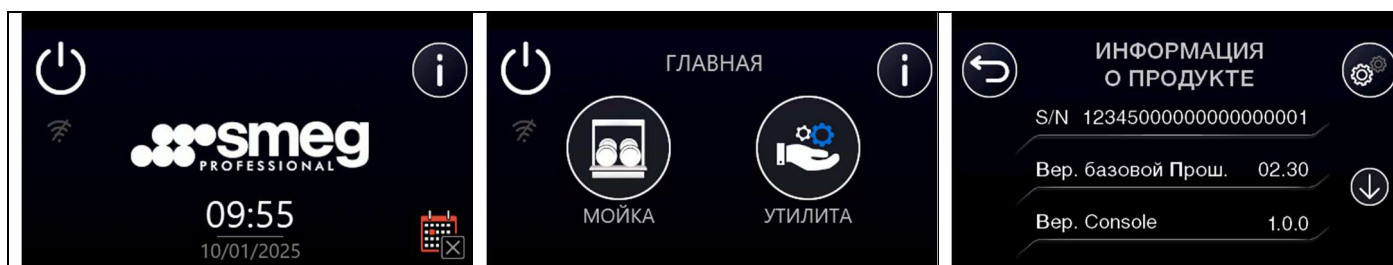 smeg
PROFESSIONAL
09:55
10/01/2025
ГЛАВНАЯ
МОЙКА
УТИЛИТА
ИНФОРМАЦИЯ
О ПРОДУКТЕ
S/N 12345000000000000001
Вер. базовой Прош. 02.30
Вер. Console 1.0.0